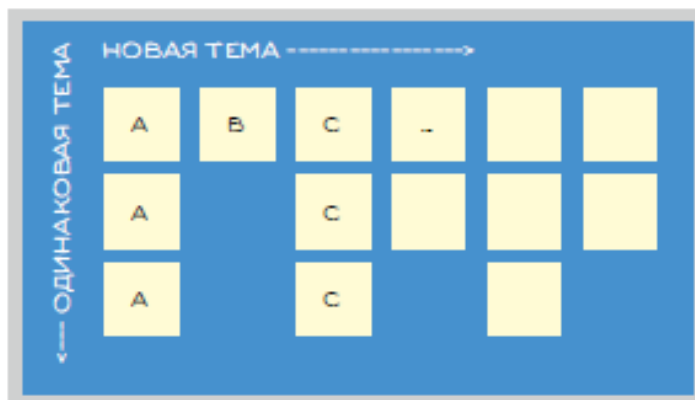 НОВАЯ ТЕМА ----------------->
<--- ОДИНАКОВАЯ ТЕМА
A B C ...
A C
A C